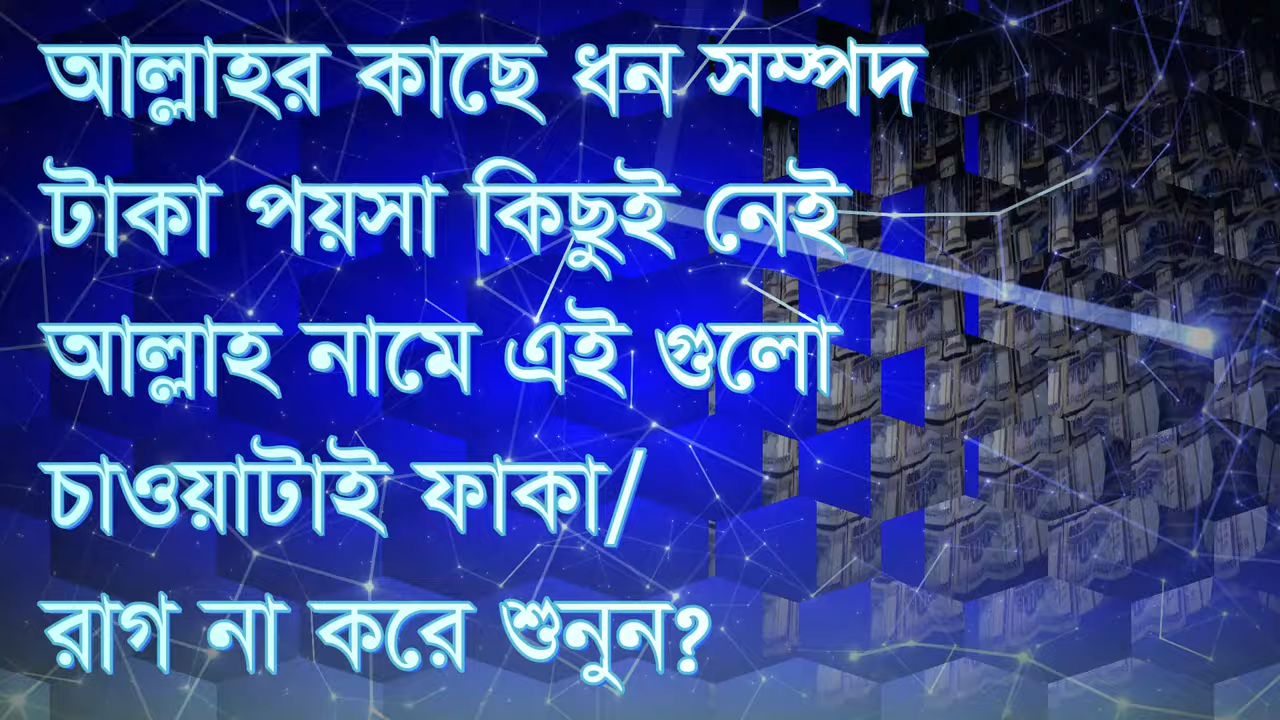 আল্লাহর কাছে ধন সম্পদ
টাকা পয়সা কিছুই নেই
আল্লাহ নামে এই গুলো
চাওয়াটাই ফাকা/
রাগ না করে শুনুন?